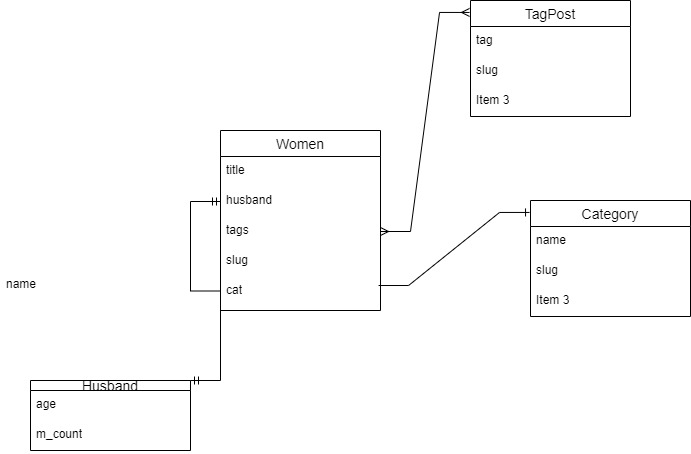 TagPost
tag
slug
Item 3
Women
title
husband
tags
slug
cat
Category
name
slug
Item 3
name
Husband
age
m_count